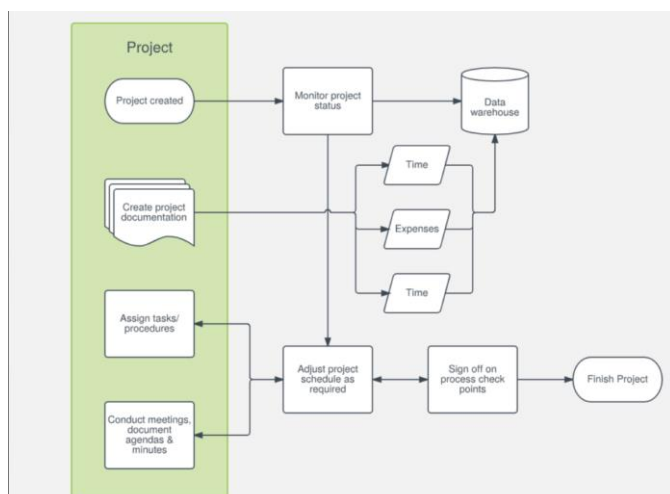 Project
Project created
Monitor project
status
Data
warehouse
Time
Create project
documentation
Expenses
Time
Assign tasks/
procedures
Adjust project
schedule as
required
Sign off on
process check
points
Finish Project
Conduct meetings,
document
agendas &
minutes